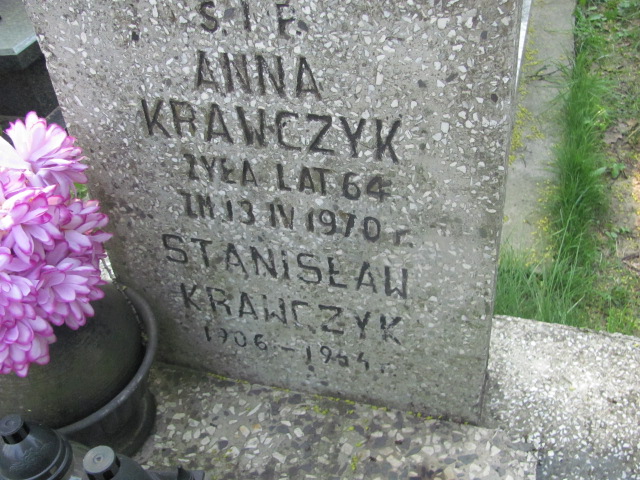 Ś. I P.
ANNA
KRAWCZYK
ŻYŁA LAT 64
ZM 13 IV 1970 r.
STANISŁAW
KRAWCZYK
1906 - 1944 r.